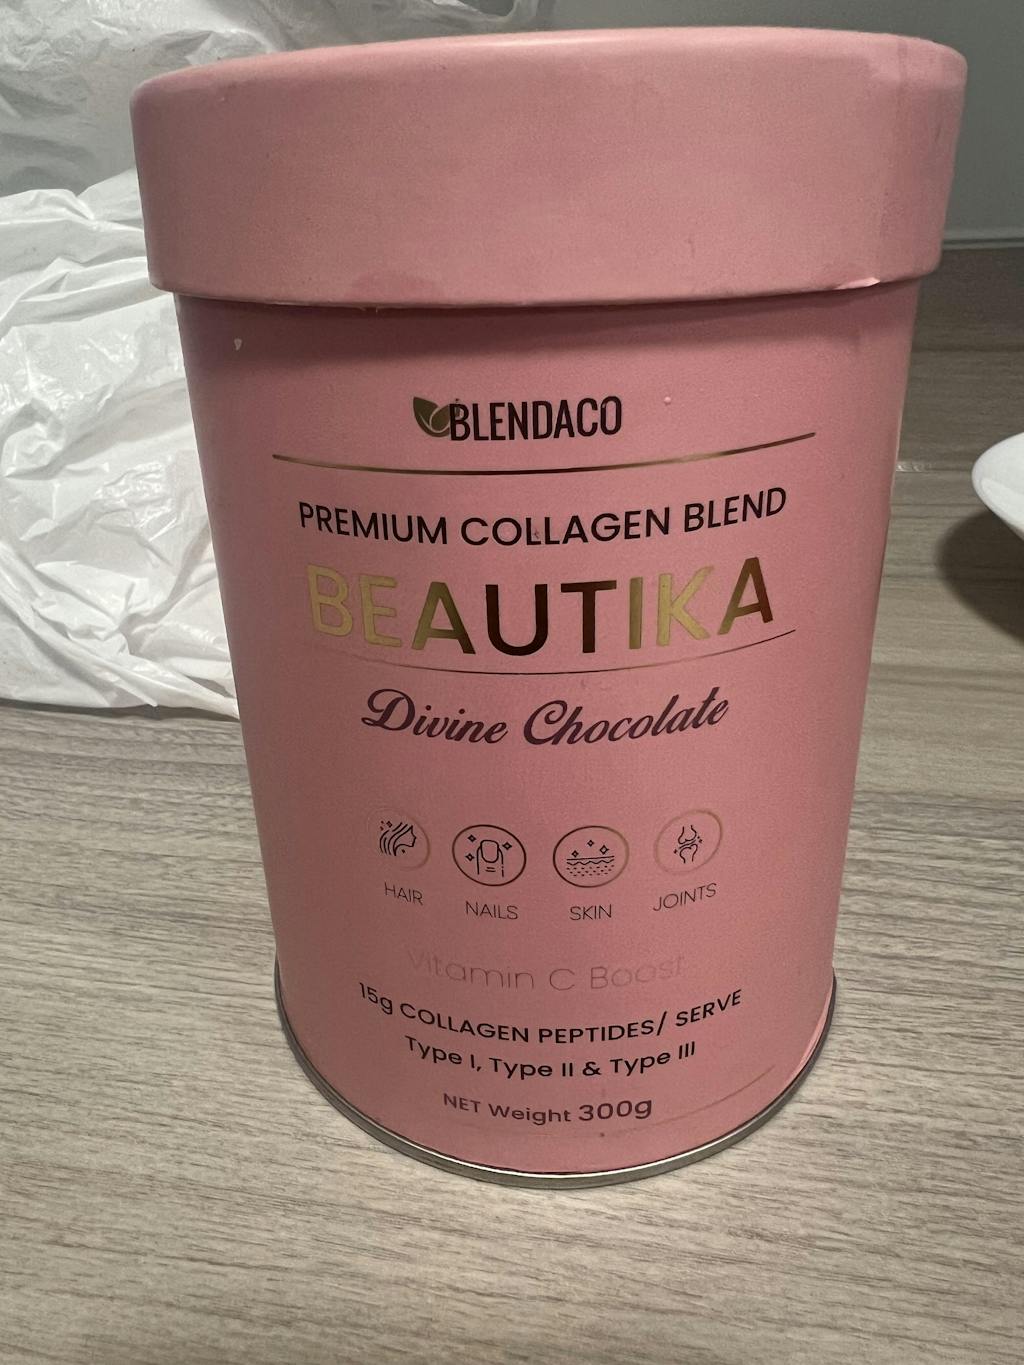 BLENDACO
PREMIUM COLLAGEN BLEND
BEAUTIKA
Divine Chocolate
HAIR NAILS SKIN JOINTS
Vitamin C Boost
15g COLLAGEN PEPTIDES/ SERVE
Type I, Type II & Type III
NET Weight 300g